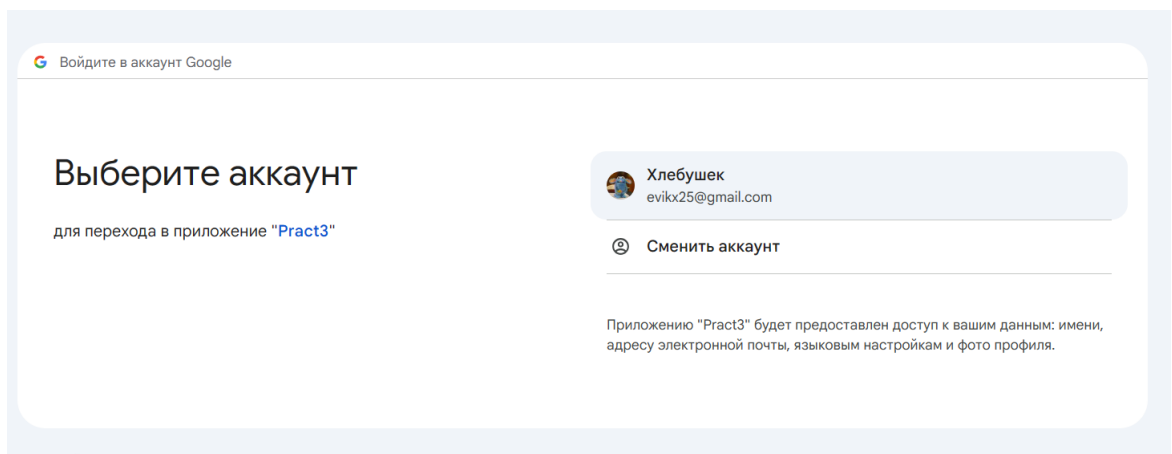 Войдите в аккаунт Google
Выберите аккаунт
для перехода в приложение "Pract3"
Хлебушек
evikx25@gmail.com
Сменить аккаунт
Приложению "Pract3" будет предоставлен доступ к вашим данным: имени,
адресу электронной почты, языковым настройкам и фото профиля.